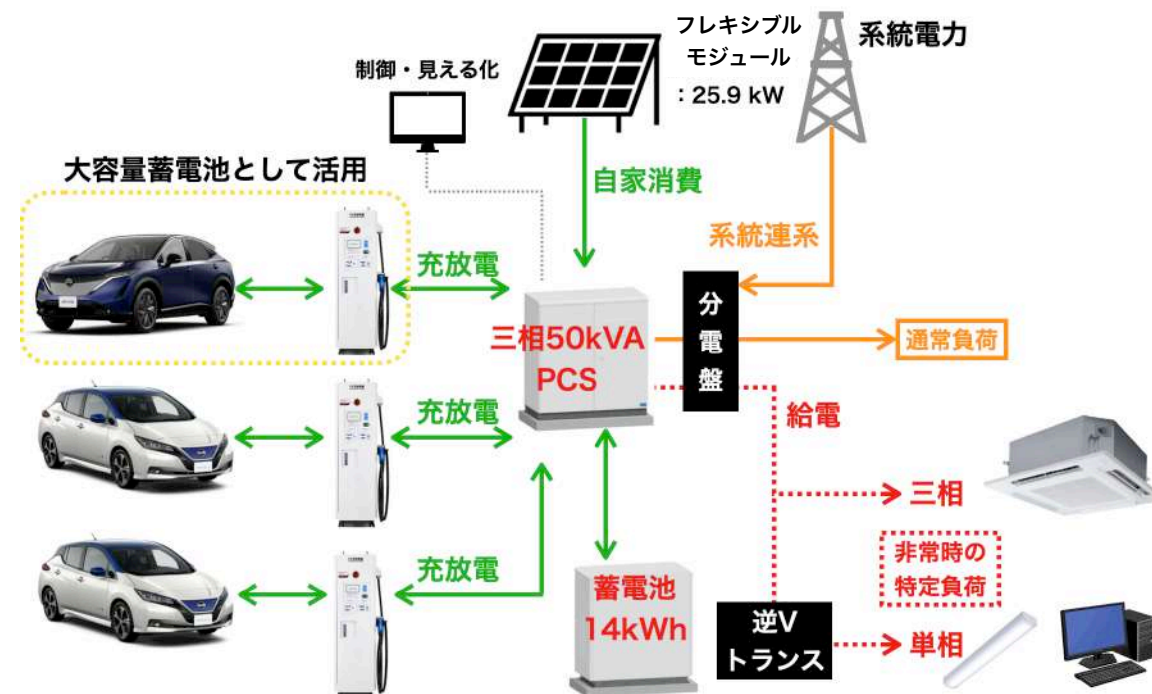 フレキシブル
モジュール
: 25.9 kW
系統電力
制御・見える化
大容量蓄電池として活用
自家消費
系統連系
充放電
三相50kVA
PCS
分電盤
通常負荷
充放電
給電
三相
非常時の
特定負荷
充放電
蓄電池
14kWh
逆V
トランス
単相